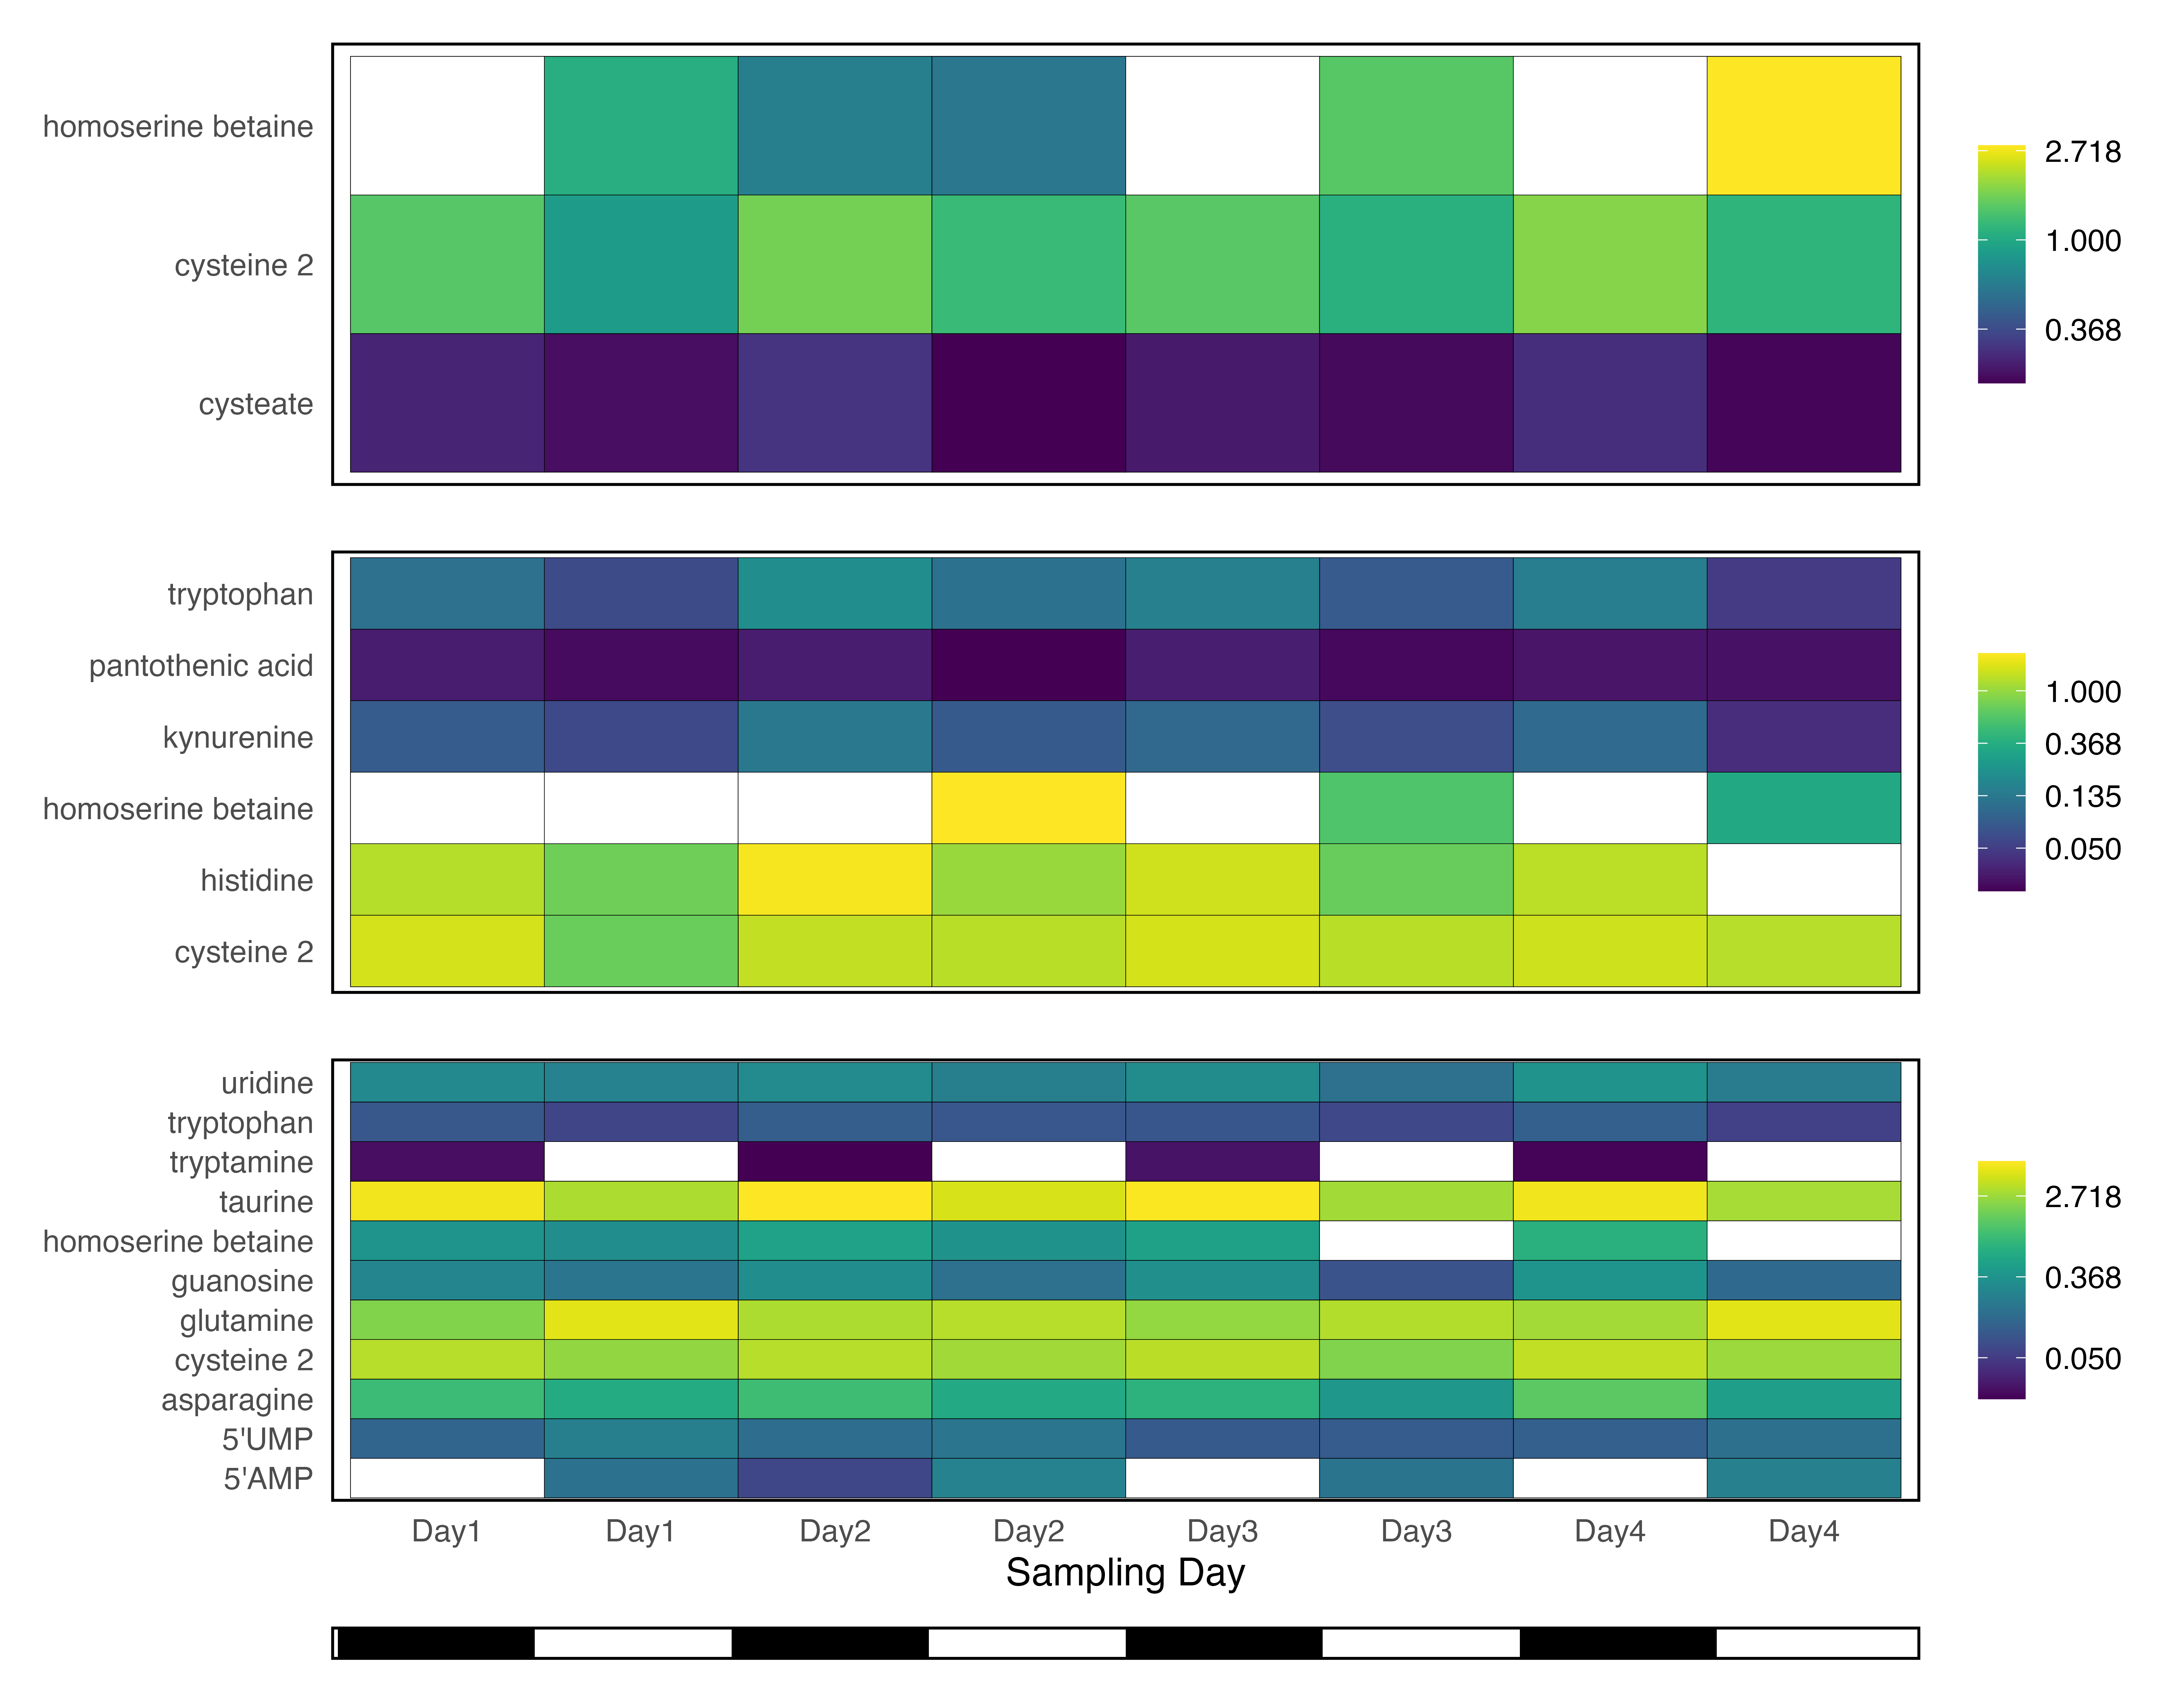 homoserine betaine
cysteine 2
cysteate
2.718
1.000
0.368
tryptophan
pantothenic acid
kynurenine
homoserine betaine
histidine
cysteine 2
1.000
0.368
0.135
0.050
uridine
tryptophan
tryptamine
taurine
homoserine betaine
guanosine
glutamine
cysteine 2
asparagine
5'UMP
5'AMP
2.718
0.368
0.050
Day1 Day1 Day2 Day2 Day3 Day3 Day4 Day4
Sampling Day